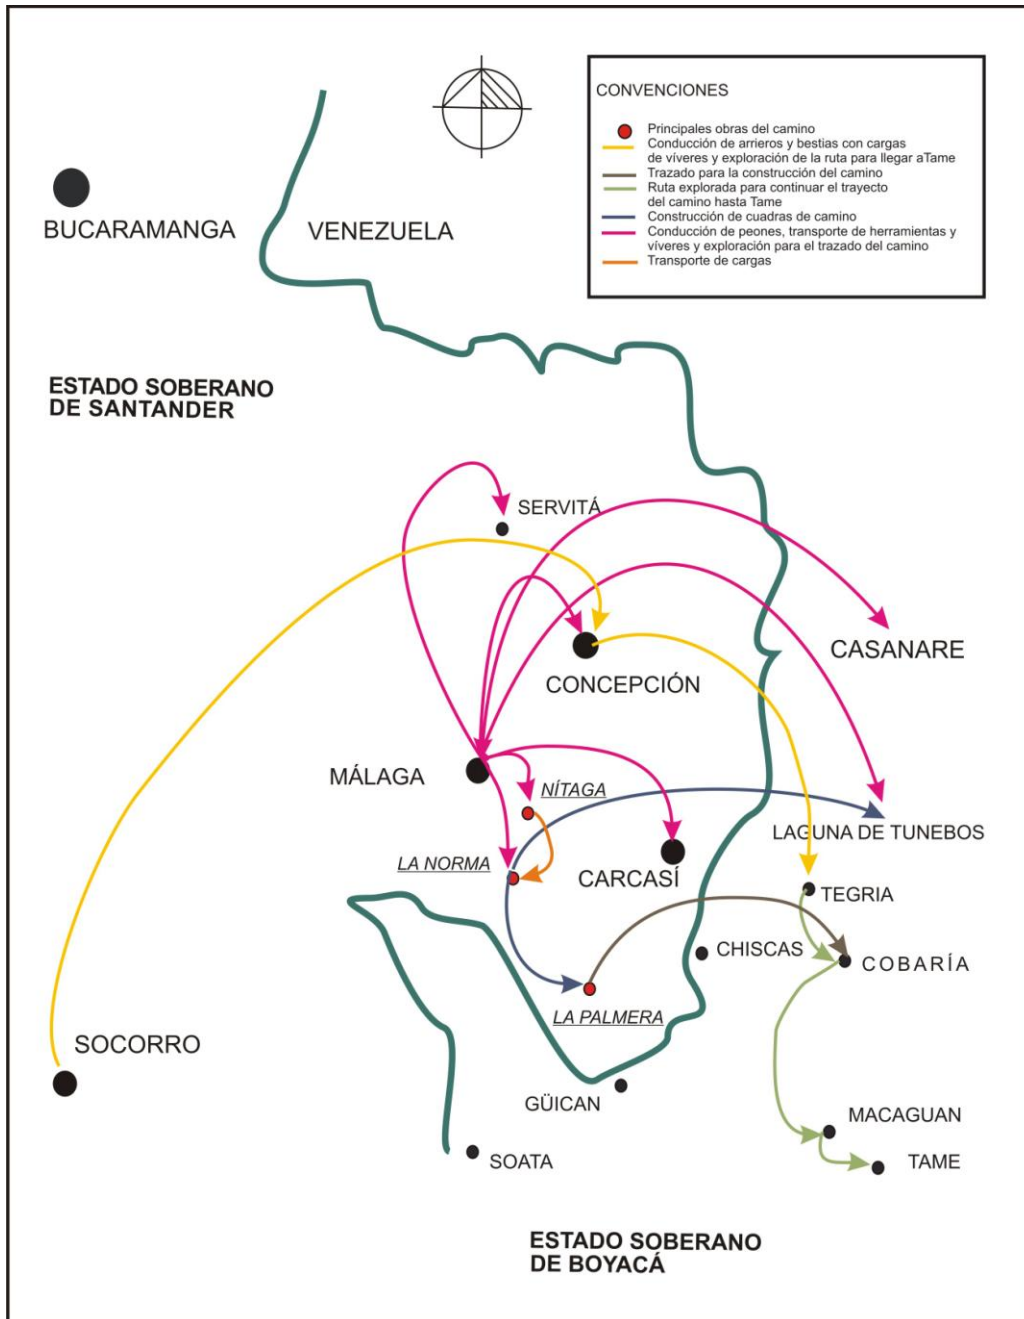 CONVENCIONES
Principales obras del camino
Conducción de arrieros y bestias con cargas
de víveres y exploración de la ruta para llegar aTame
Trazado para la construcción del camino
Ruta explorada para continuar el trayecto
del camino hasta Tame
Construcción de cuadras de camino
Conducción de peones, transporte de herramientas y
víveres y exploración para el trazado del camino
Transporte de cargas
BUCARAMANGA
VENEZUELA
ESTADO SOBERANO
DE SANTANDER
SERVITÁ
CASANARE
CONCEPCIÓN
MÁLAGA
NÍTAGA
LAGUNA DE TUNEBOS
LA NORMA
CARCASÍ
TEGRIA
CHISCAS
COBARÍA
LA PALMERA
SOCORRO
GÜICAN
MACAGUAN
SOATA
TAME
ESTADO SOBERANO
DE BOYACÁ